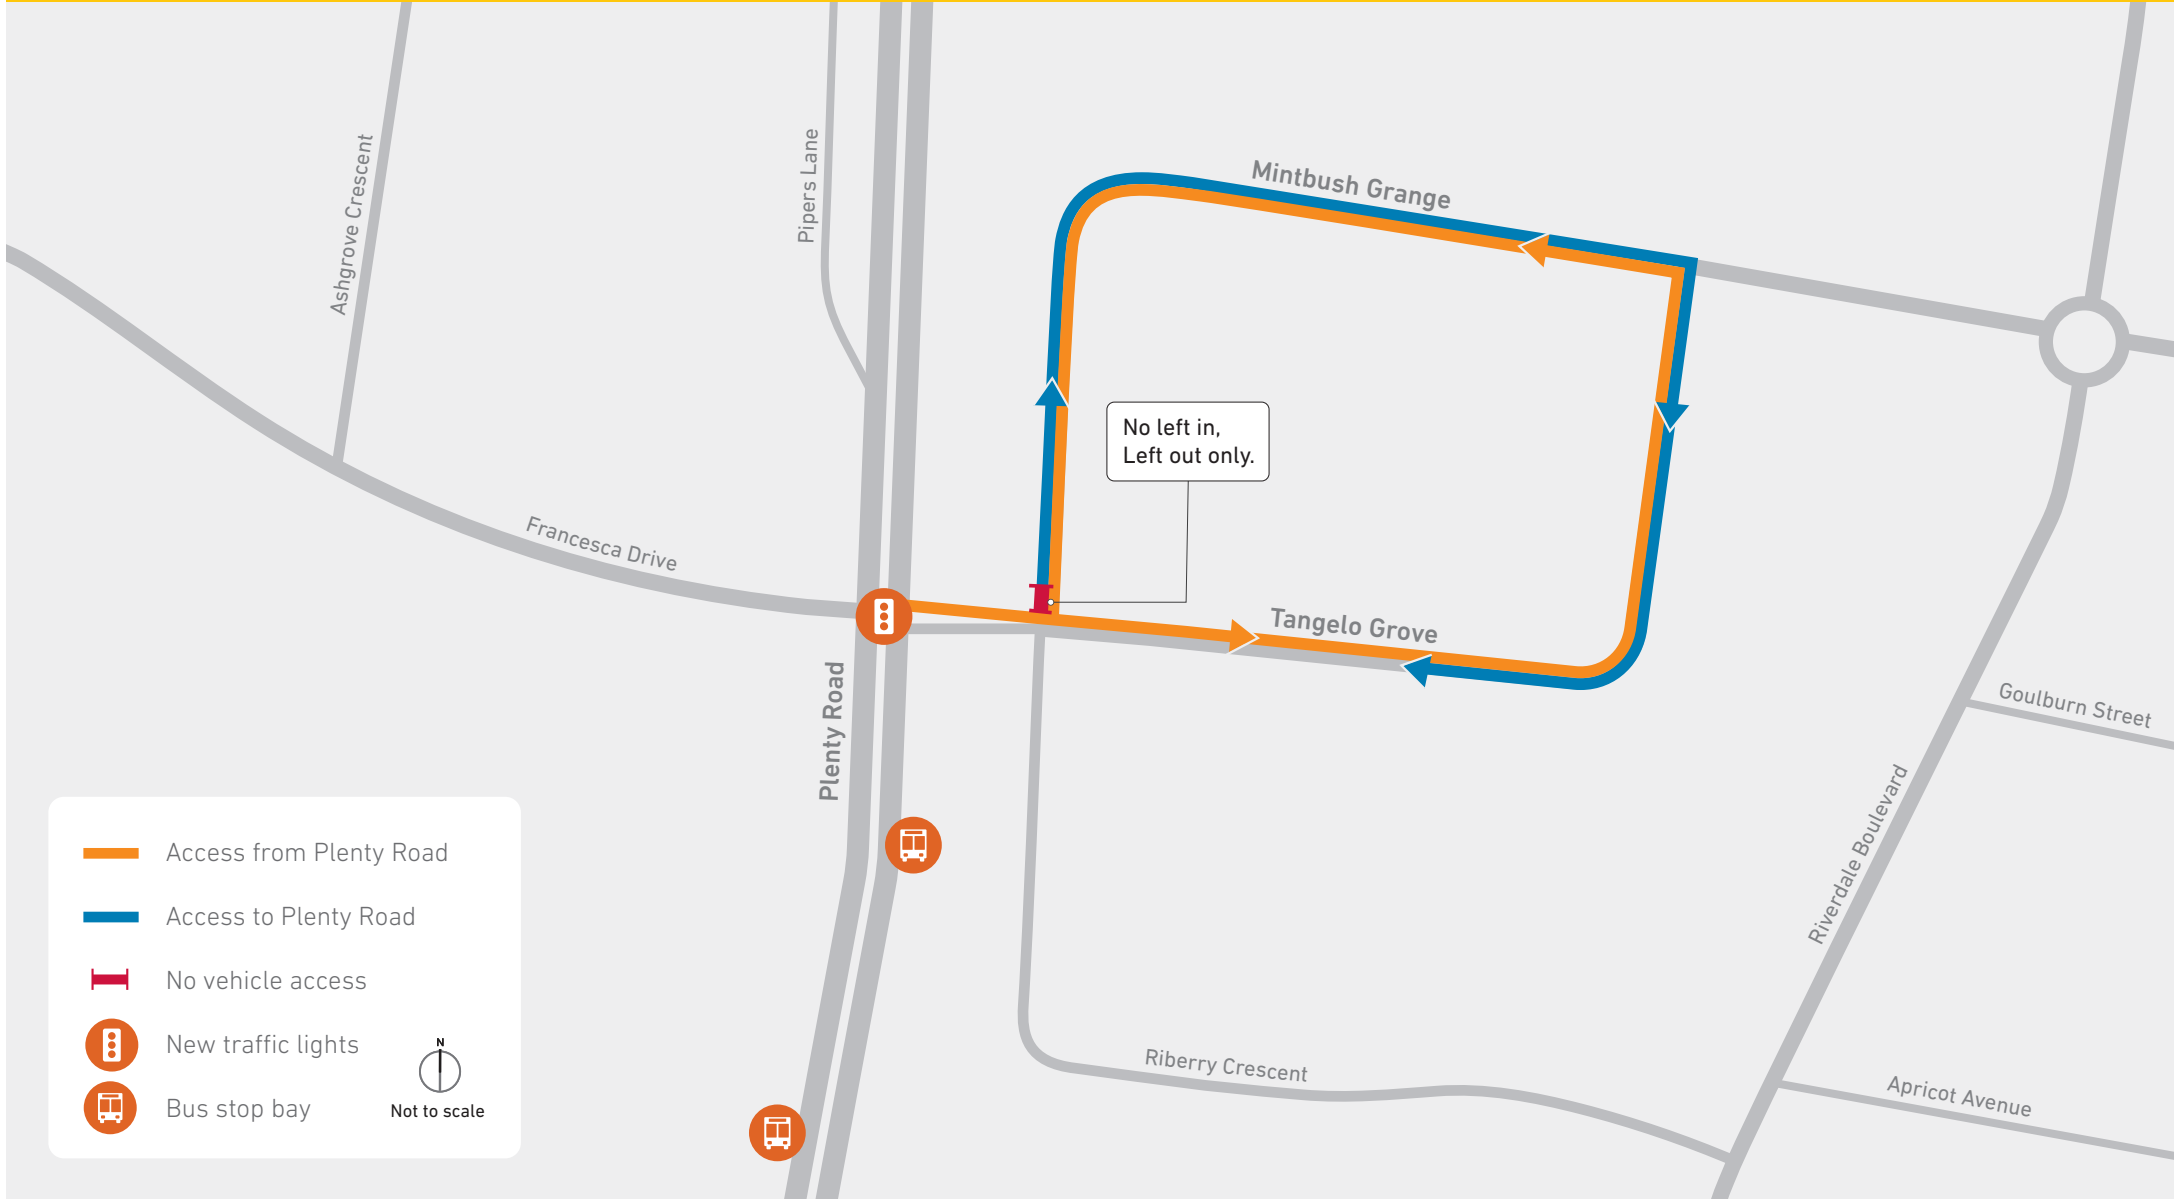 Mintbush Grange
Ashgrove Crescent
Pipers Lane
No left in,
Left out only.
Francesca Drive
Tangelo Grove
Plenty Road
Goulburn Street
Riverdale Boulevard
Riberry Crescent
Apricot Avenue
Access from Plenty Road
Access to Plenty Road
No vehicle access
New traffic lights
Bus stop bay
N
Not to scale